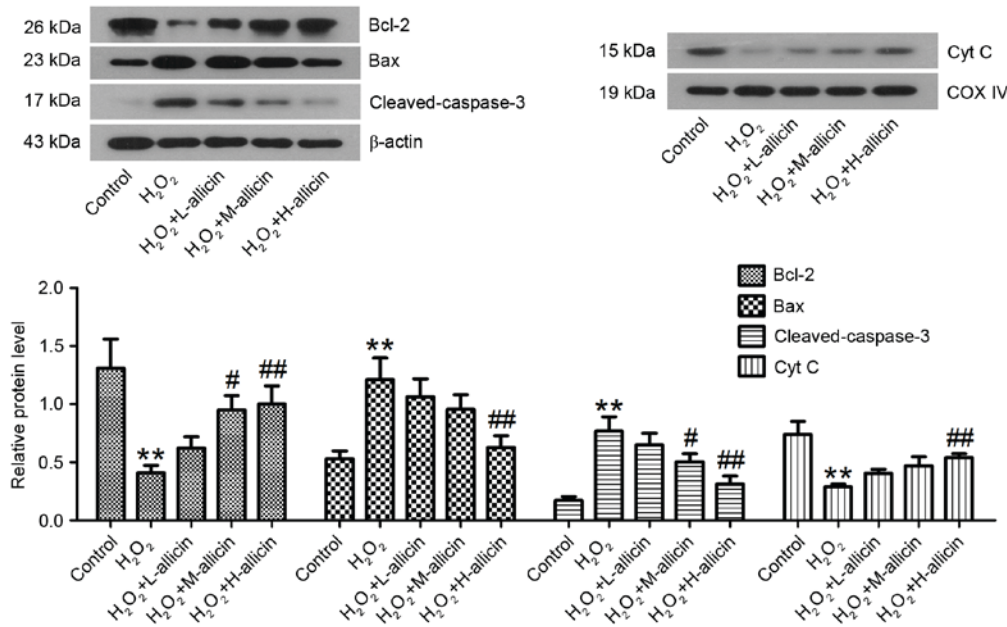 26 kDa Bcl-2
23 kDa Bax
17 kDa Cleaved-caspase-3
43 kDa β-actin
Control
H₂O₂
H₂O₂+L-allicin
H₂O₂+M-allicin
H₂O₂+H-allicin
15 kDa Cyt C
19 kDa COX IV
Control
H₂O₂
H₂O₂+L-allicin
H₂O₂+M-allicin
H₂O₂+H-allicin
Bcl-2
Bax
Cleaved-caspase-3
Cyt C
Relative protein level
2.0
1.5
1.0
0.5
0.0
**
#
##
**
##
**
#
##
**
##
Control
H₂O₂
H₂O₂+L-allicin
H₂O₂+M-allicin
H₂O₂+H-allicin
Control
H₂O₂
H₂O₂+L-allicin
H₂O₂+M-allicin
H₂O₂+H-allicin
Control
H₂O₂
H₂O₂+L-allicin
H₂O₂+M-allicin
H₂O₂+H-allicin
Control
H₂O₂
H₂O₂+L-allicin
H₂O₂+M-allicin
H₂O₂+H-allicin